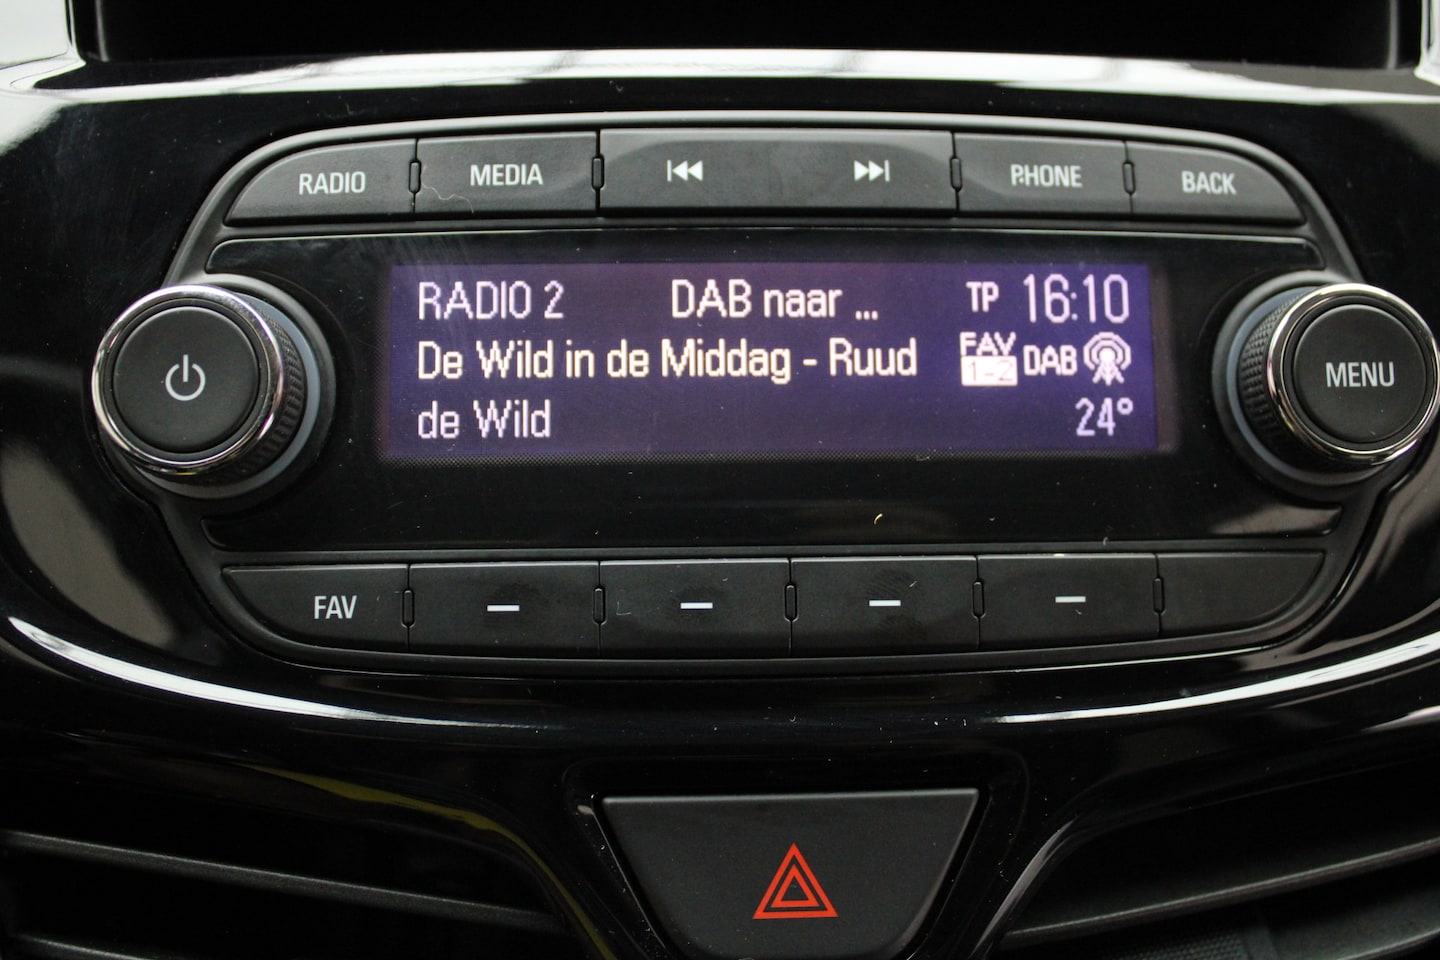 RADIO MEDIA PHONE BACK
RADIO 2 DAB naar ... TP 16:10
De Wild in de Middag - Ruud FAV 1-2 DAB
de Wild 24°
MENU
FAV